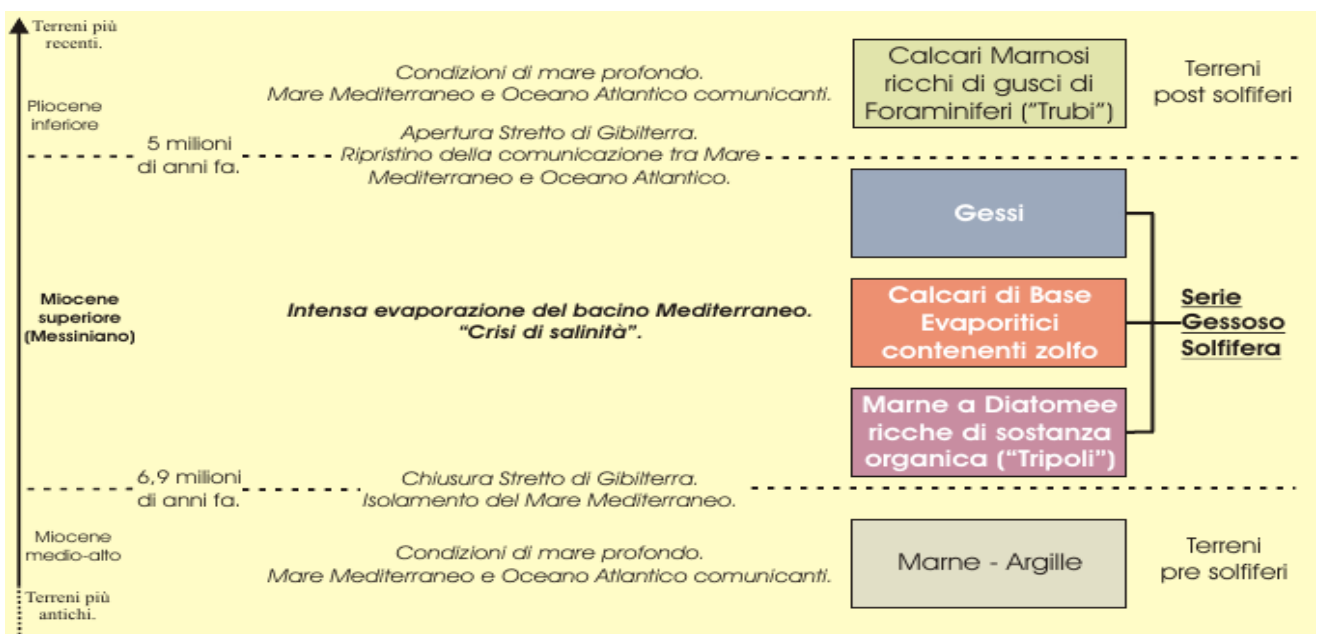 Terreni più
recenti.
Condizioni di mare profondo.
Mare Mediterraneo e Oceano Atlantico comunicanti.
Calcari Marnosi
ricchi di gusci di
Foraminiferi ("Trubi")
Terreni
post solfiferi
Pliocene
inferiore
5 milioni
di anni fa.
Apertura Stretto di Gibilterra.
Ripristino della comunicazione tra Mare
Mediterraneo e Oceano Atlantico.
Gessi
Miocene
superiore
(Messiniano)
Intensa evaporazione del bacino Mediterraneo.
"Crisi di salinità".
Calcari di Base
Evaporitici
contenenti zolfo
Serie
Gessoso
Solfifera
Marne a Diatomee
ricche di sostanza
organica ("Tripoli")
6,9 milioni
di anni fa.
Chiusura Stretto di Gibilterra.
Isolamento del Mare Mediterraneo.
Miocene
medio-alto
Condizioni di mare profondo.
Mare Mediterraneo e Oceano Atlantico comunicanti.
Marne - Argille
Terreni
pre solfiferi
Terreni più
antichi.